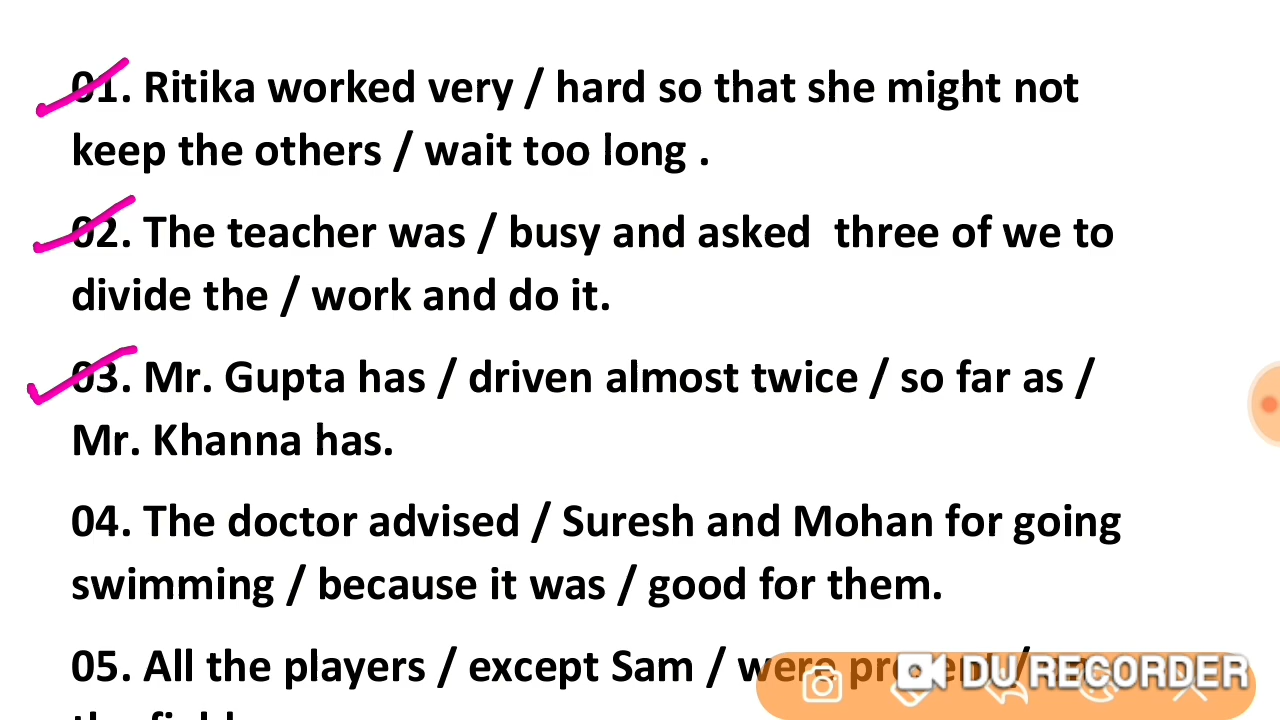 01. Ritika worked very / hard so that she might not
keep the others / wait too long .
02. The teacher was / busy and asked three of we to
divide the / work and do it.
03. Mr. Gupta has / driven almost twice / so far as /
Mr. Khanna has.
04. The doctor advised / Suresh and Mohan for going
swimming / because it was / good for them.
05. All the players / except Sam / were present /
DU RECORDER